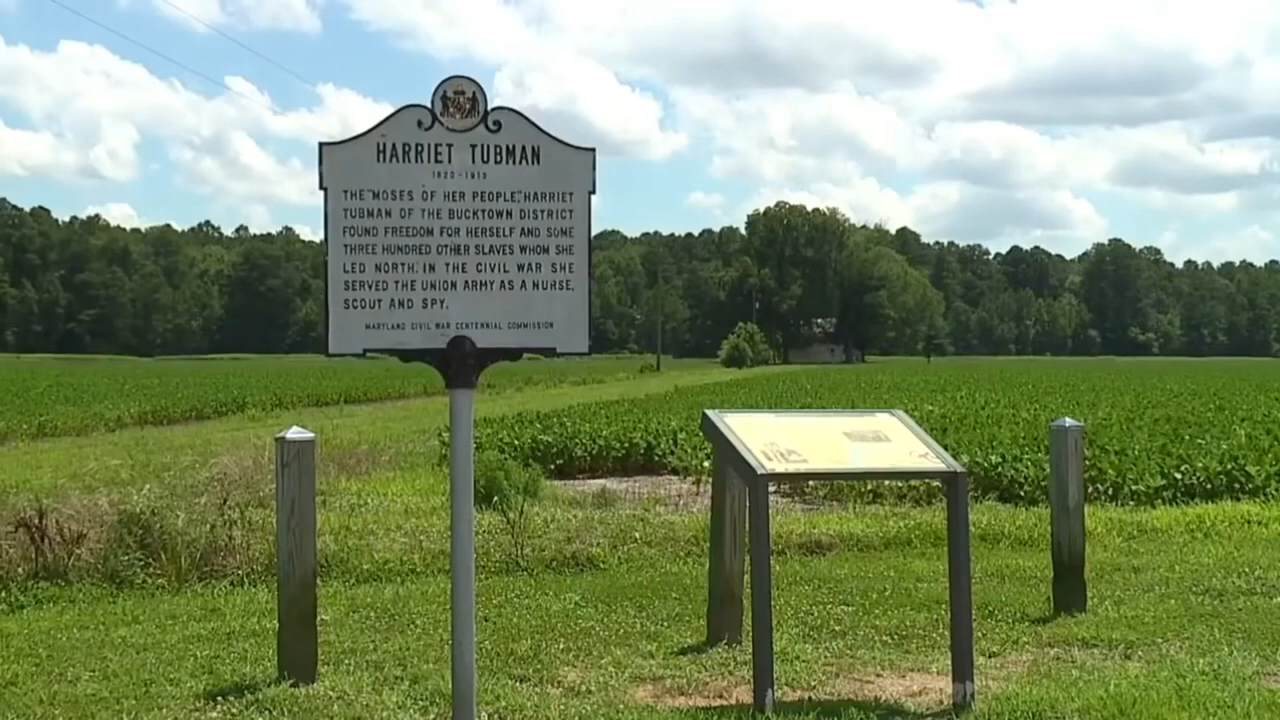 HARRIET TUBMAN
1820-1913
THE "MOSES OF HER PEOPLE," HARRIET
TUBMAN OF THE BUCKTOWN DISTRICT
FOUND FREEDOM FOR HERSELF AND SOME
THREE HUNDRED OTHER SLAVES WHOM SHE
LED NORTH. IN THE CIVIL WAR SHE
SERVED THE UNION ARMY AS A NURSE,
SCOUT AND SPY.
MARYLAND CIVIL WAR CENTENNIAL COMMISSION